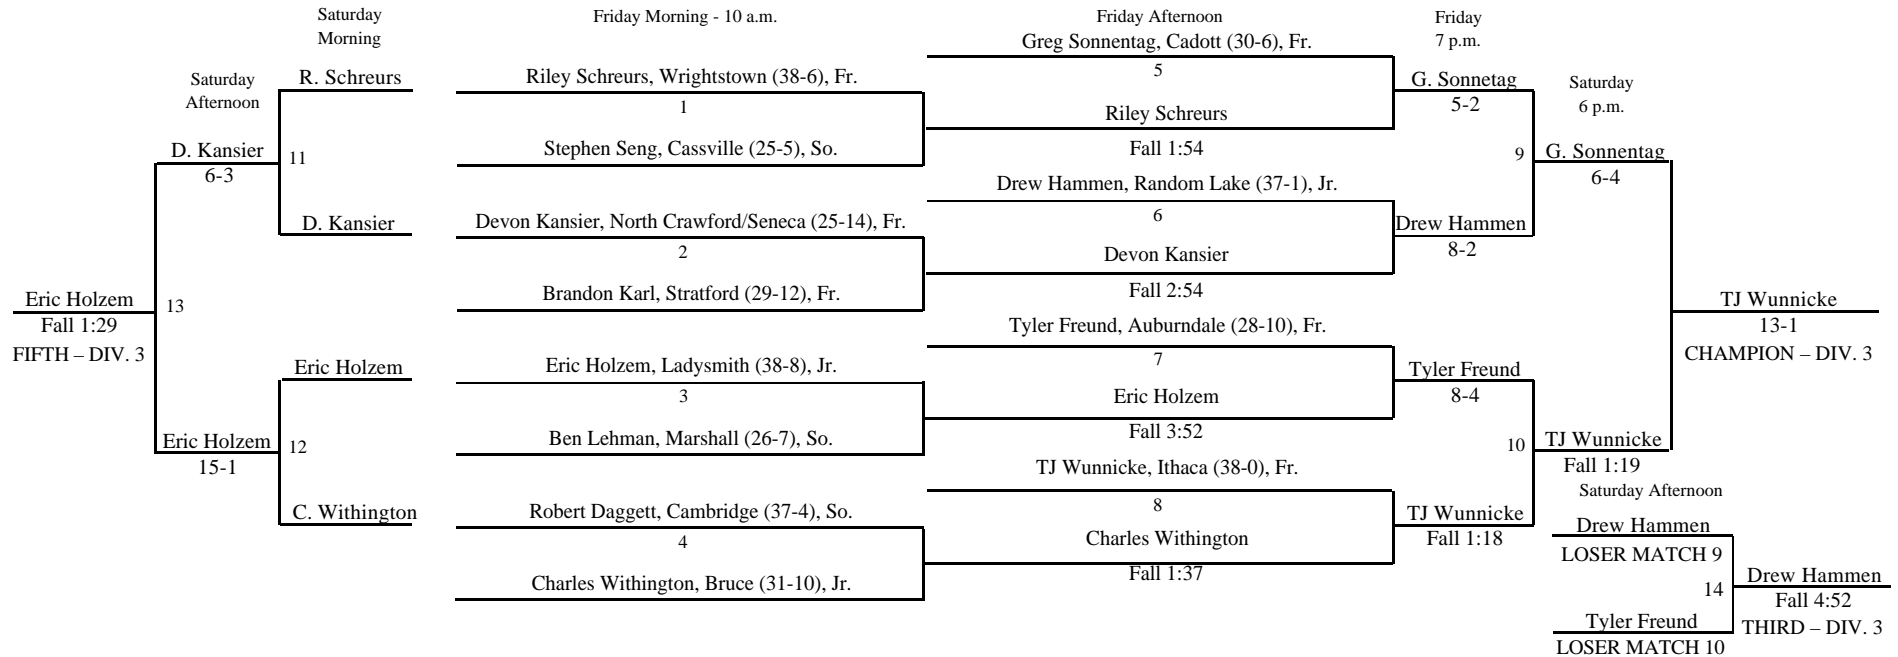 Saturday
Morning
Friday Morning - 10 a.m.
Friday Afternoon
Friday
7 p.m.
Saturday
Afternoon
Saturday
6 p.m.
Greg Sonnentag, Cadott (30-6), Fr.
R. Schreurs
Riley Schreurs, Wrightstown (38-6), Fr.
5
G. Sonnetag
5-2
1
Riley Schreurs
Fall 1:54
D. Kansier
6-3
11
Stephen Seng, Cassville (25-5), So.
9
G. Sonnentag
6-4
Drew Hammen, Random Lake (37-1), Jr.
D. Kansier
Devon Kansier, North Crawford/Seneca (25-14), Fr.
6
Drew Hammen
8-2
2
Devon Kansier
Fall 2:54
Eric Holzem
Fall 1:29
FIFTH – DIV. 3
13
Brandon Karl, Stratford (29-12), Fr.
TJ Wunnicke
13-1
CHAMPION – DIV. 3
Tyler Freund, Auburndale (28-10), Fr.
Eric Holzem
Eric Holzem, Ladysmith (38-8), Jr.
7
Tyler Freund
8-4
3
Eric Holzem
Fall 3:52
Eric Holzem
15-1
12
Ben Lehman, Marshall (26-7), So.
10
TJ Wunnicke
Fall 1:19
TJ Wunnicke, Ithaca (38-0), Fr.
Saturday Afternoon
C. Withington
Robert Daggett, Cambridge (37-4), So.
8
TJ Wunnicke
Fall 1:18
4
Charles Withington
Fall 1:37
Drew Hammen
LOSER MATCH 9
Charles Withington, Bruce (31-10), Jr.
14
Drew Hammen
Fall 4:52
THIRD – DIV. 3
Tyler Freund
LOSER MATCH 10